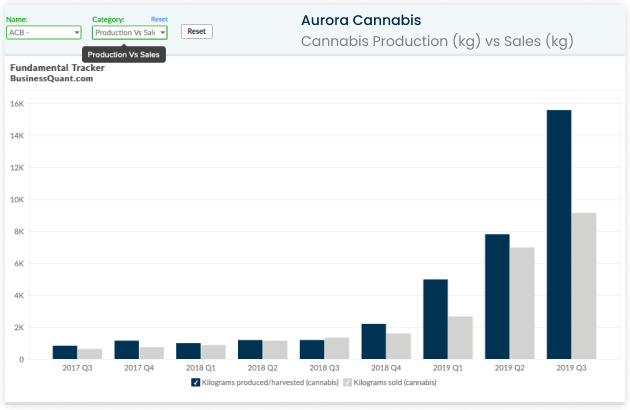 Name:
Category:
Reset
ACB -
Production Vs Sale
Reset
Production Vs Sales
Aurora Cannabis
Cannabis Production (kg) vs Sales (kg)
Fundamental Tracker
BusinessQuant.com
16K
14K
12K
10K
8K
6K
4K
2K
0
2017 Q3 2017 Q4 2018 Q1 2018 Q2 2018 Q3 2018 Q4 2019 Q1 2019 Q2 2019 Q3
Kilograms produced/harvested (cannabis) Kilograms sold (cannabis)